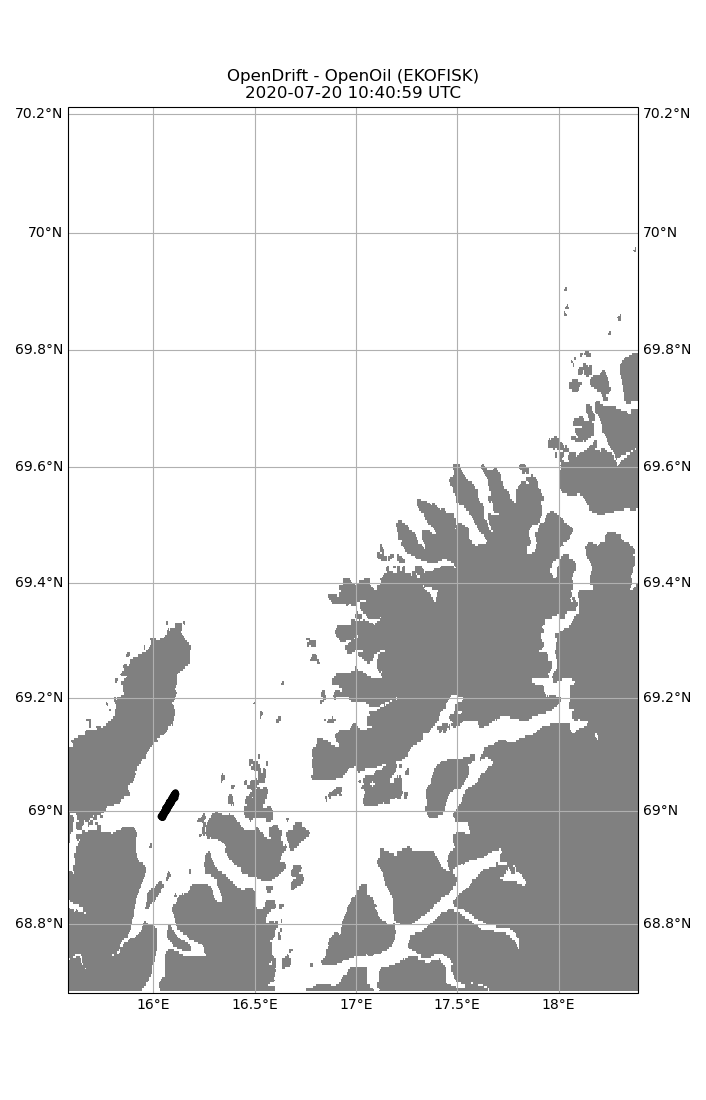 OpenDrift - OpenOil (EKOFISK)
2020-07-20 10:40:59 UTC
70.2°N 70.2°N
70°N 70°N
69.8°N 69.8°N
69.6°N 69.6°N
69.4°N 69.4°N
69.2°N 69.2°N
69°N 69°N
68.8°N 68.8°N
16°E 16.5°E 17°E 17.5°E 18°E